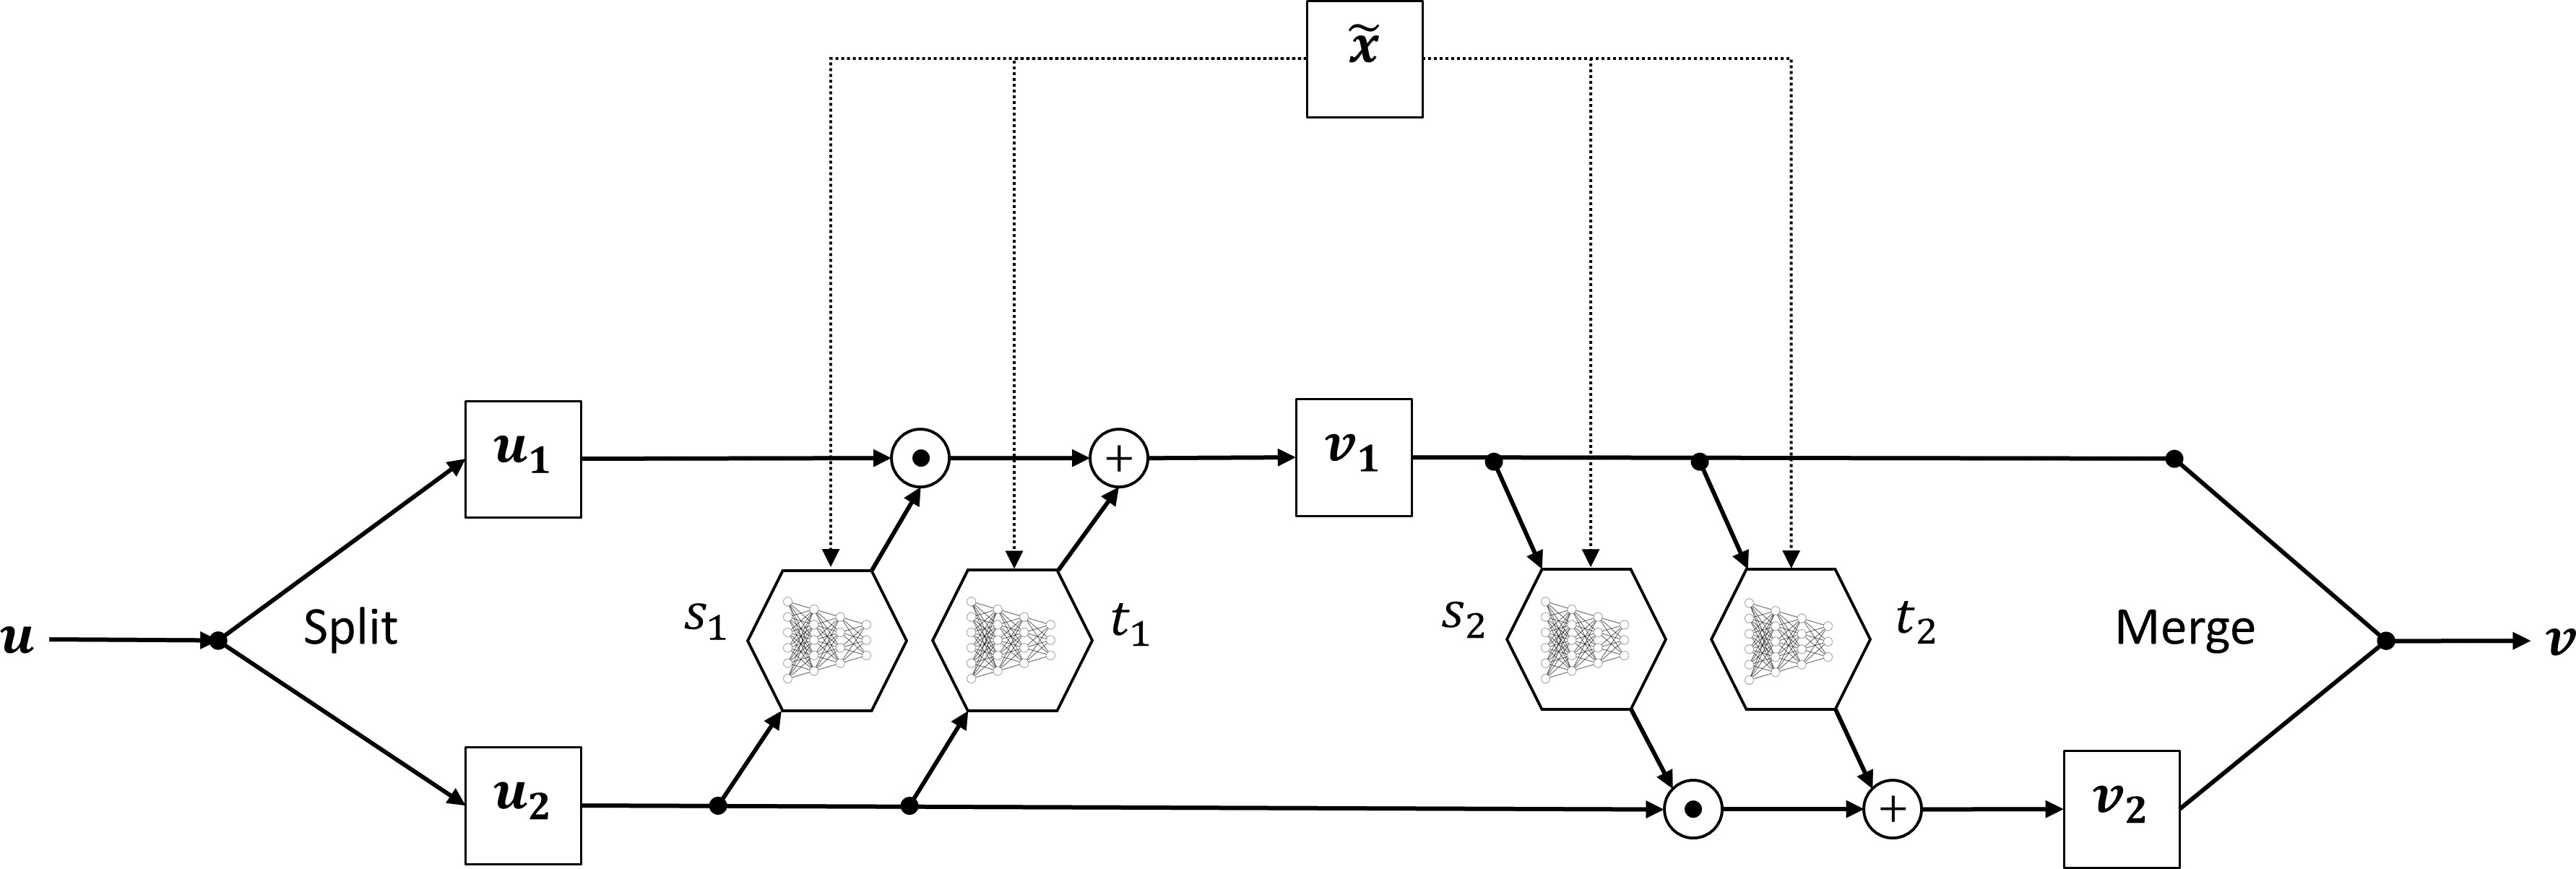 x̃
u₁
v₁
s₁
t₁
s₂
t₂
u
Split
Merge
v
u₂
v₂